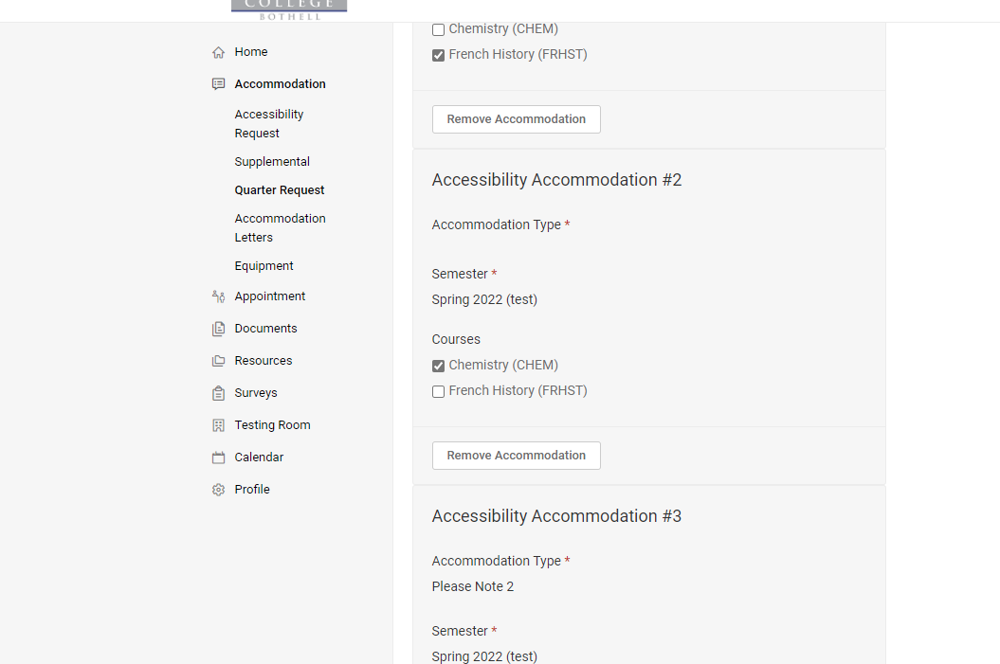 COLLEGE
BOTHELL
Home
Accommodation
Accessibility
Request
Supplemental
Quarter Request
Accommodation
Letters
Equipment
Appointment
Documents
Resources
Surveys
Testing Room
Calendar
Profile
Chemistry (CHEM)
French History (FRHST)
Remove Accommodation
Accessibility Accommodation #2
Accommodation Type *
Semester *
Spring 2022 (test)
Courses
Chemistry (CHEM)
French History (FRHST)
Remove Accommodation
Accessibility Accommodation #3
Accommodation Type *
Please Note 2
Semester *
Spring 2022 (test)